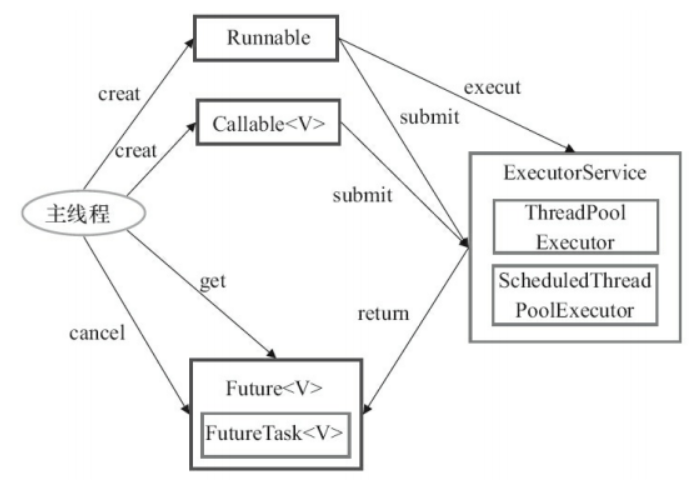 Runnable
execut
creat
submit
Callable<V>
creat
ExecutorService
submit
主线程
ThreadPool
Executor
get
ScheduledThread
PoolExecutor
return
cancel
Future<V>
FutureTask<V>